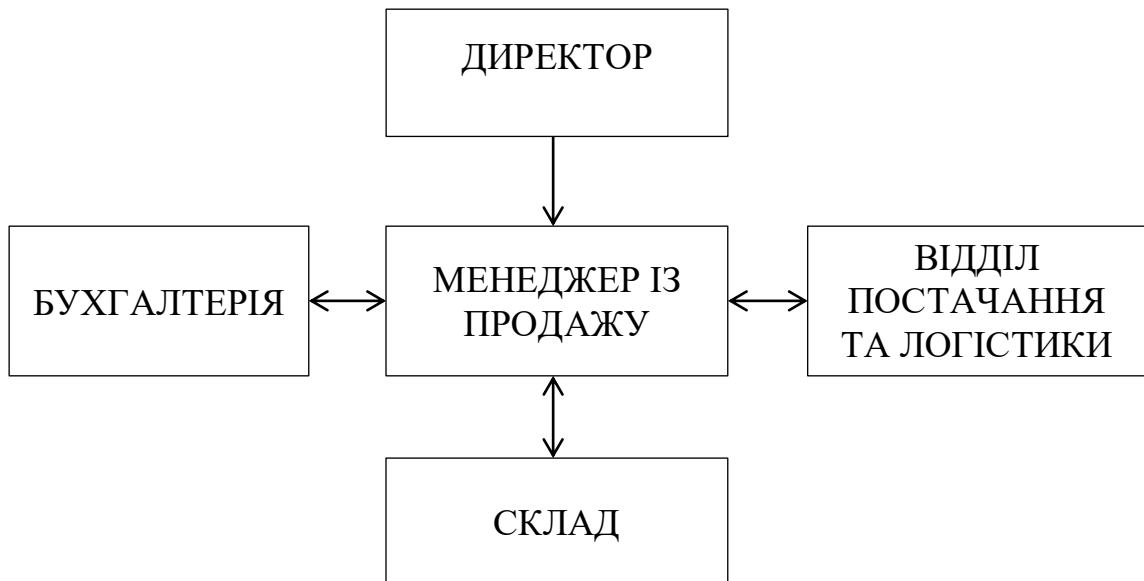 ДИРЕКТОР
БУХГАЛТЕРІЯ
МЕНЕДЖЕР ІЗ
ПРОДАЖУ
ВІДДІЛ
ПОСТАЧАННЯ
ТА ЛОГІСТИКИ
СКЛАД